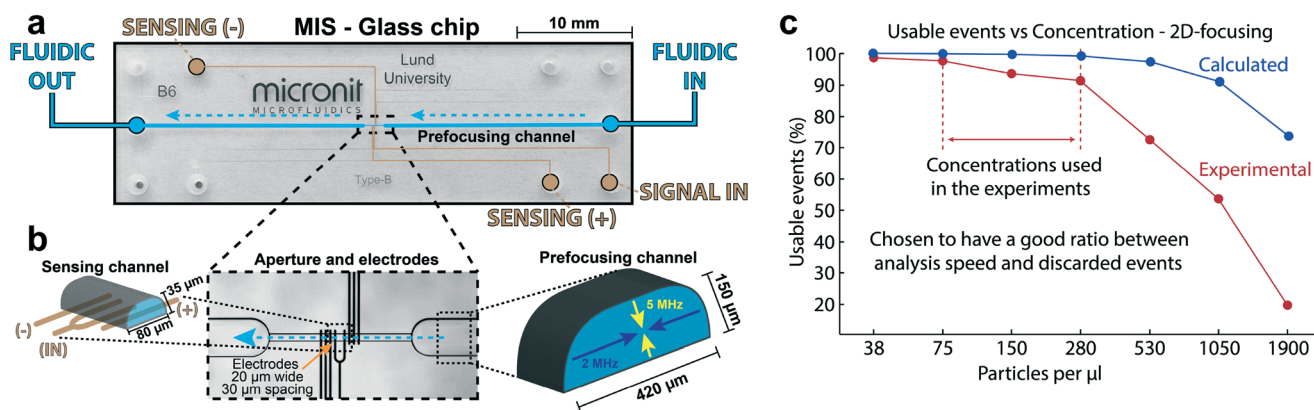 a
SENSING (-)
MIS - Glass chip
10 mm
FLUIDIC
OUT
FLUIDIC
IN
Lund
University
B6
micronit
MICROFLUIDICS
Prefocusing channel
Type-B
SIGNAL IN
SENSING (+)
b
Sensing channel
35 µm
(+)
80 µm
(-)
(IN)
Aperture and electrodes
Electrodes
20 µm wide
30 µm spacing
Prefocusing channel
150 µm
5 MHz
2 MHz
420 µm
c
Usable events vs Concentration - 2D-focusing
Calculated
Experimental
Concentrations used
in the experiments
Chosen to have a good ratio between
analysis speed and discarded events
Usable events (%)
100
90
80
70
60
50
40
30
20
38 75 150 280 530 1050 1900
Particles per µl